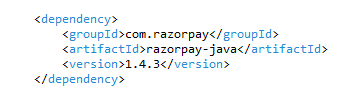 <dependency>
<groupId>com.razorpay</groupId>
<artifactId>razorpay-java</artifactId>
<version>1.4.3</version>
</dependency>